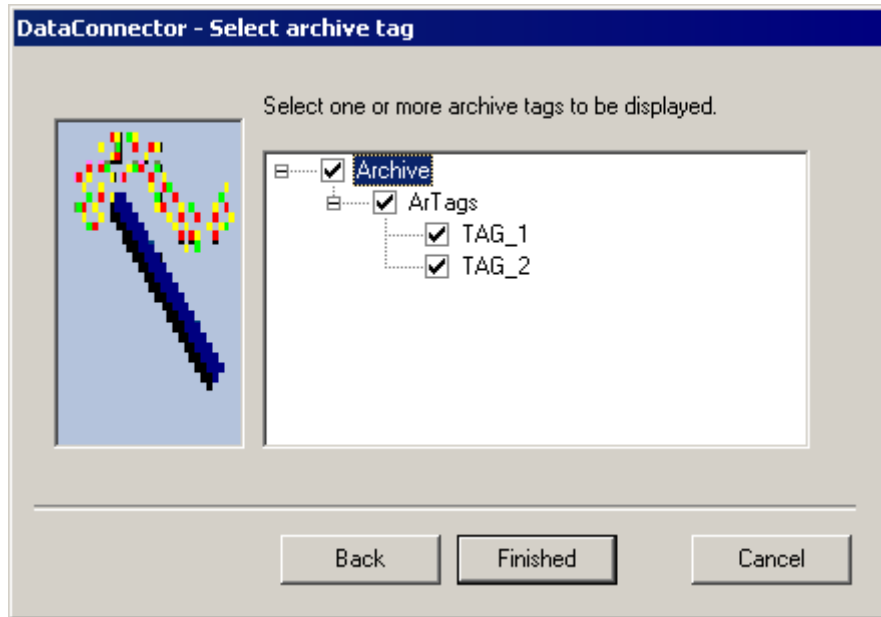 DataConnector - Select archive tag
Select one or more archive tags to be displayed.
Archive
ArTags
TAG_1
TAG_2
Back Finished Cancel